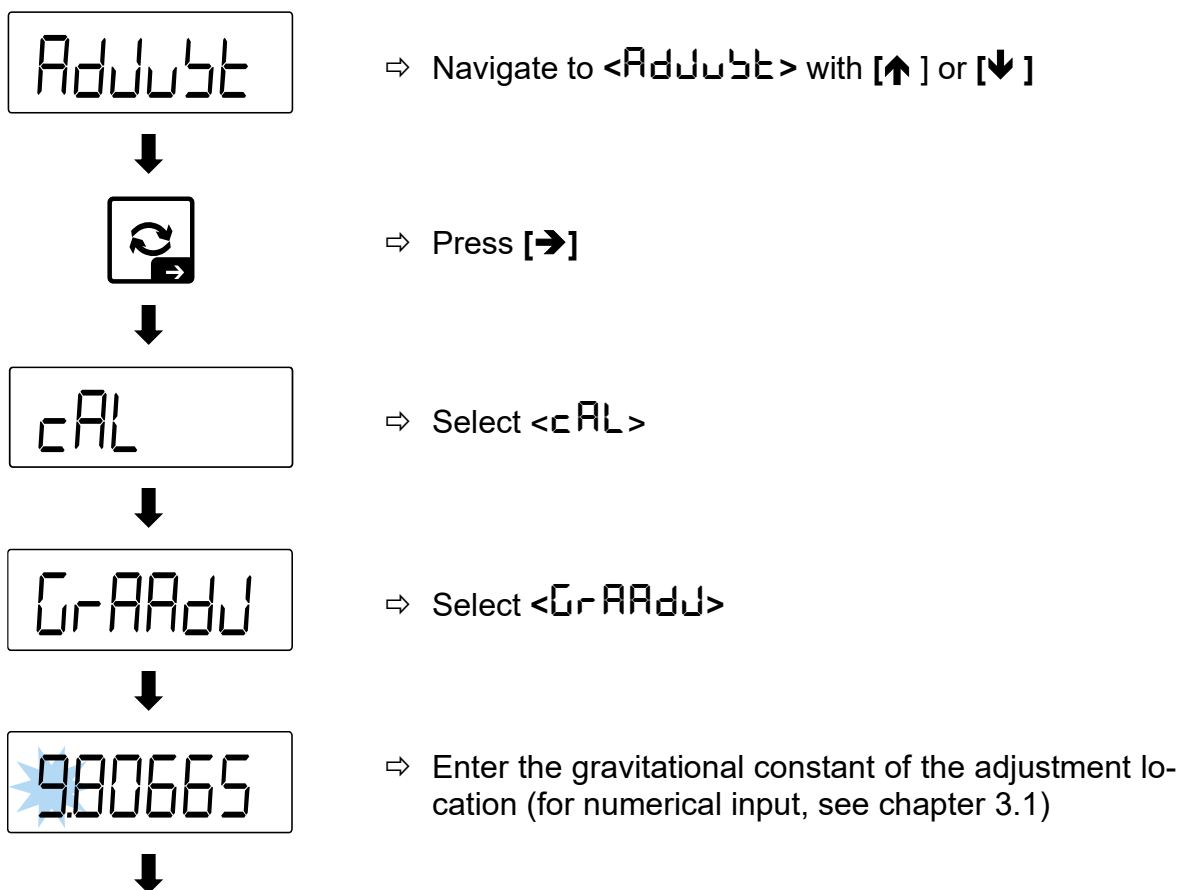 AdJuSt
⇨ Navigate to <AdJuSt> with [🡹 ] or [🡻 ]
⇨ Press [➔]
cAL
⇨ Select <cAL>
GrAAdJ
⇨ Select <GrAAdJ>
9.80665
⇨ Enter the gravitational constant of the adjustment lo-
cation (for numerical input, see chapter 3.1)